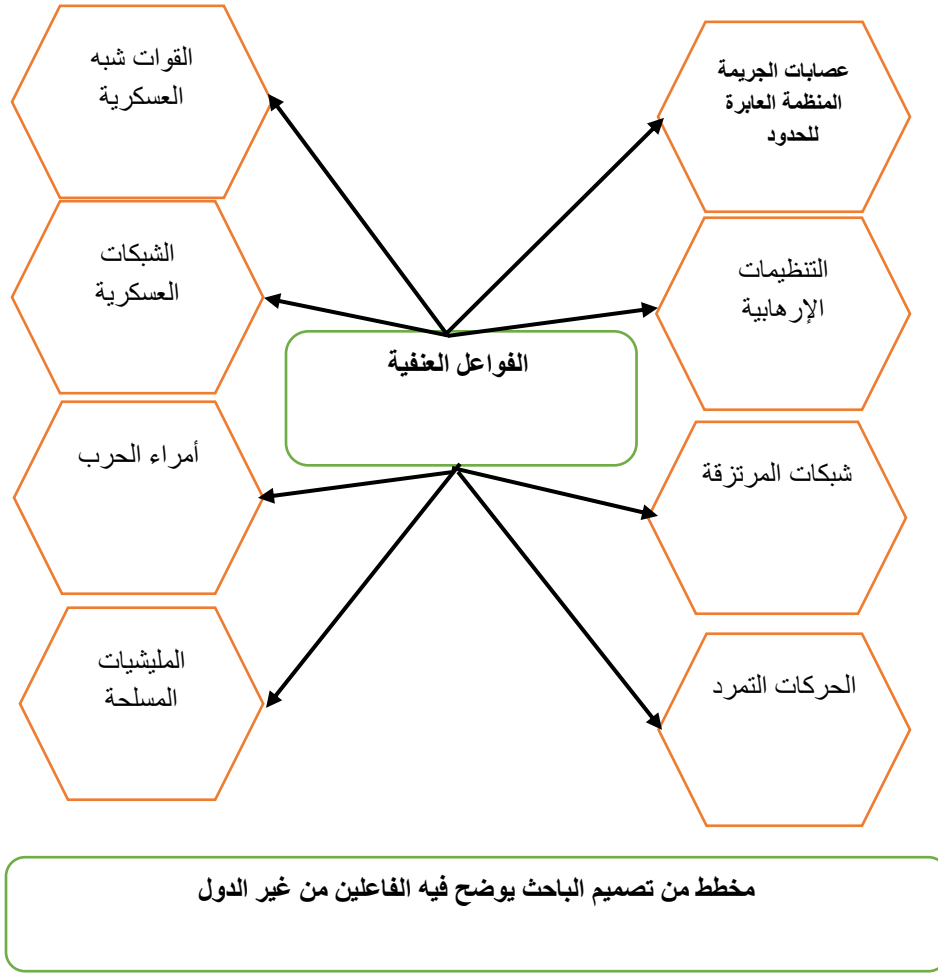 عصابات الجريمة
المنظمة العابرة
للحدود
القوات شبه
العسكرية
التنظيمات
الإرهابية
الشبكات
العسكرية
الفواعل العنفية
شبكات المرتزقة
أمراء الحرب
الحركات التمرد
المليشيات
المسلحة
مخطط من تصميم الباحث يوضح فيه الفاعلين من غير الدول